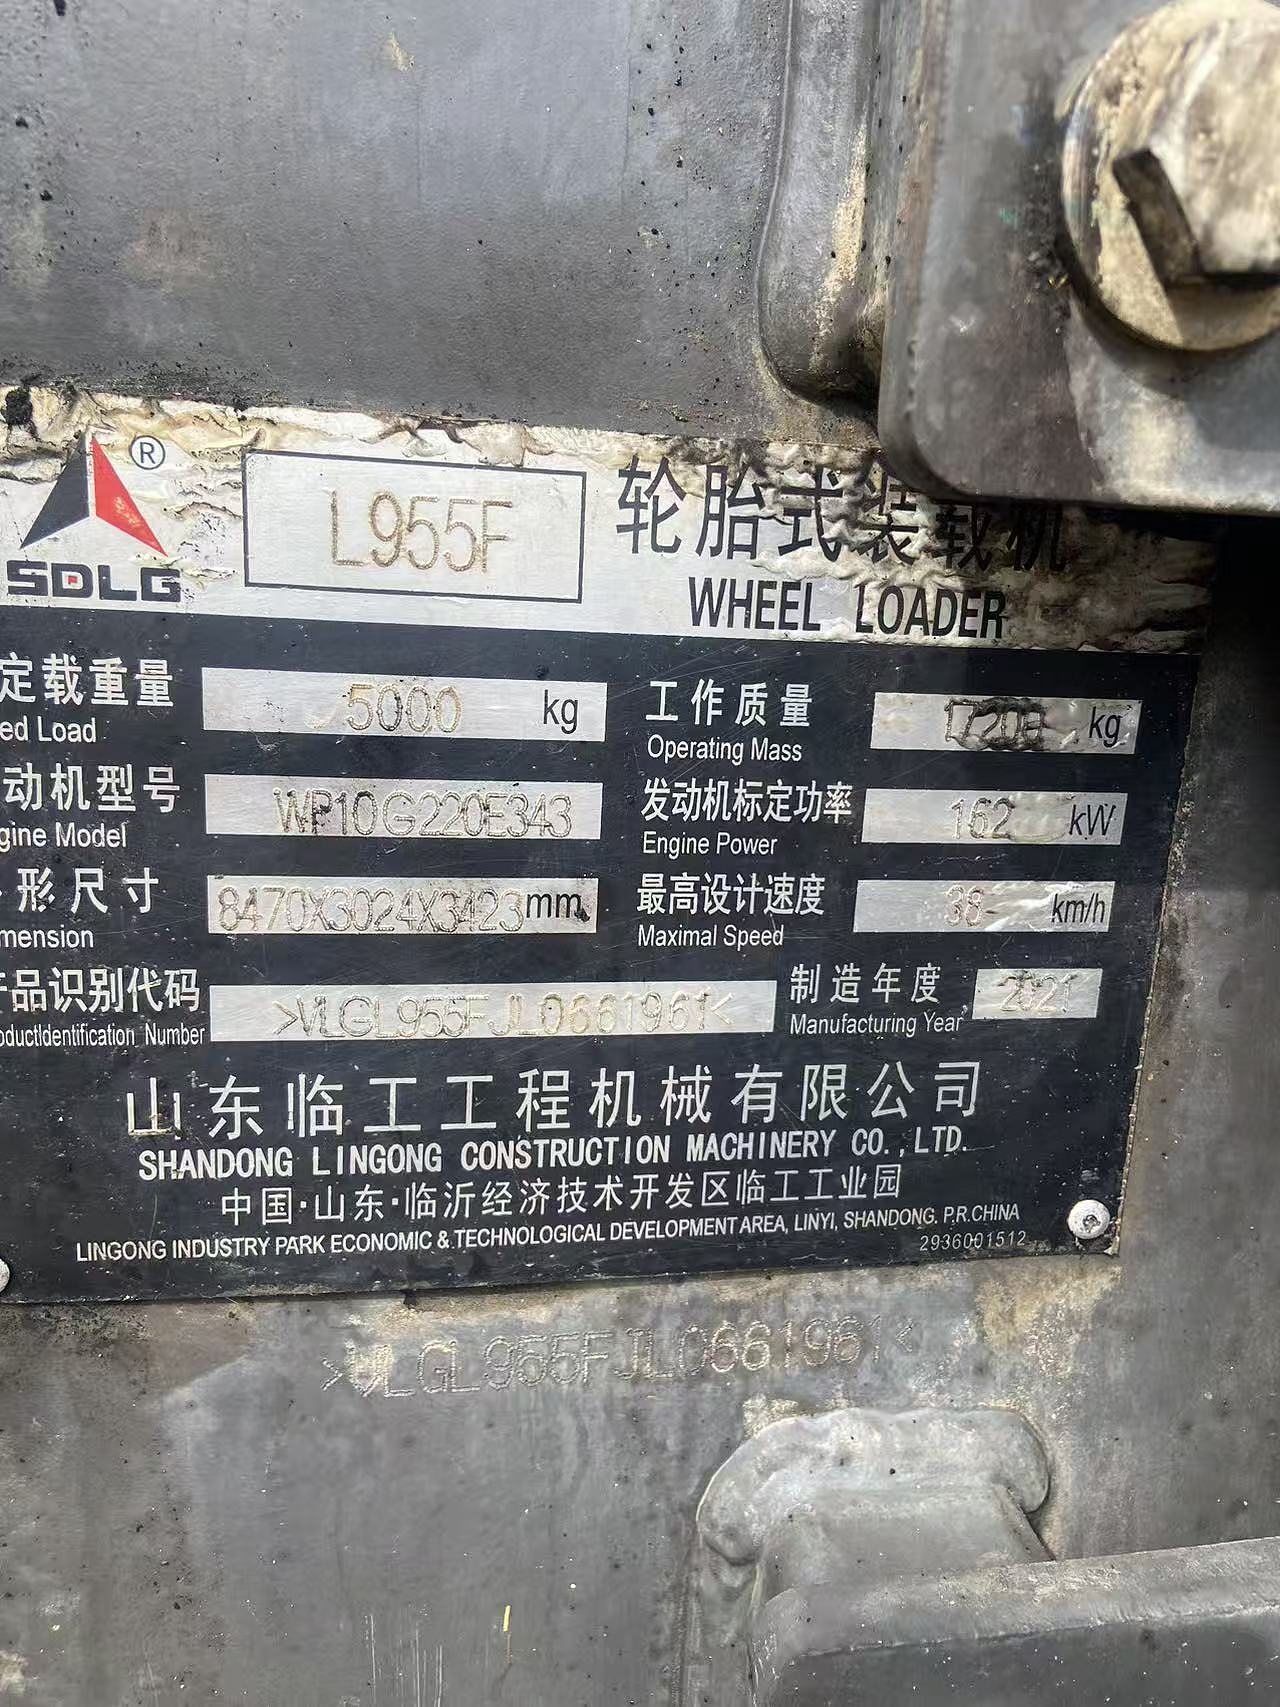 ® L955F 轮胎式装载机
SDLG WHEEL LOADER
定载重量 5000 kg 工作质量 kg
ed Load Operating Mass
动机型号 WP10G220E343 发动机标定功率 162 kW
gine Model Engine Power
形尺寸 8470X3024X3423mm 最高设计速度 38 km/h
mension Maximal Speed
产品识别代码 >VLGL955FJL0661961< 制造年度 2021
oductIdentification Number Manufacturing Year
山东临工工程机械有限公司
SHANDONG LINGONG CONSTRUCTION MACHINERY CO.,LTD.
中国·山东·临沂经济技术开发区临工工业园
LINGONG INDUSTRY PARK ECONOMIC & TECHNOLOGICAL DEVELOPMENT AREA, LINYI, SHANDONG, P.R.CHINA
2936001512
>VLGL955FJL0661961<